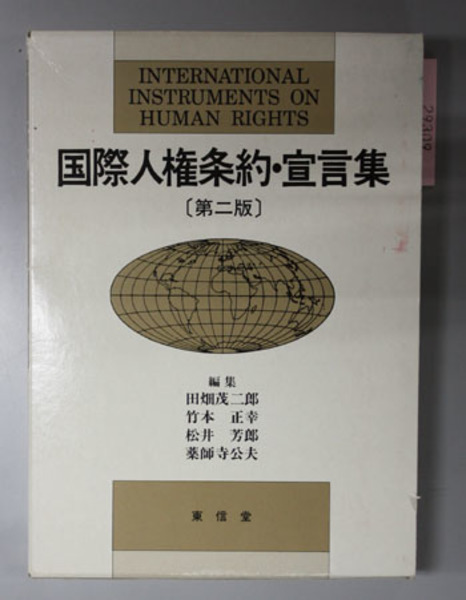 INTERNATIONAL
INSTRUMENTS ON
HUMAN RIGHTS
国際人権条約・宣言集
〔第二版〕
編集
田畑茂二郎
竹本 正幸
松井 芳郎
薬師寺公夫
東信堂